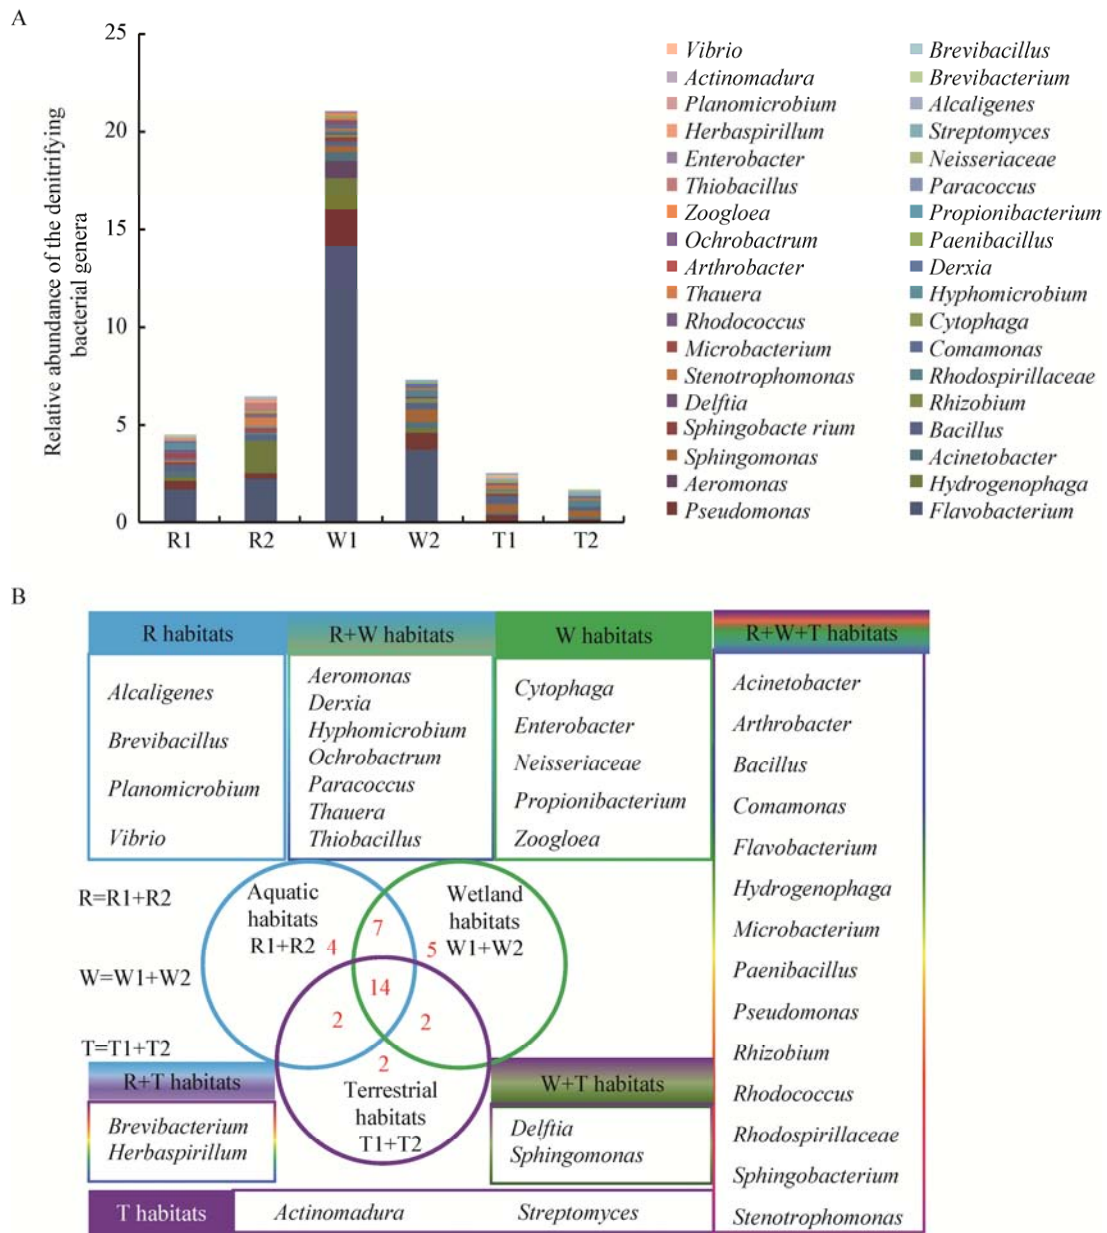 A
25
20
15
10
5
0
Relative abundance of the denitrifying
bacterial genera
R1 R2 W1 W2 T1 T2
Vibrio
Actinomadura
Planomicrobium
Herbaspirillum
Enterobacter
Thiobacillus
Zoogloea
Ochrobactrum
Arthrobacter
Thauera
Rhodococcus
Microbacterium
Stenotrophomonas
Delftia
Sphingobacte rium
Sphingomonas
Aeromonas
Pseudomonas
Brevibacillus
Brevibacterium
Alcaligenes
Streptomyces
Neisseriaceae
Paracoccus
Propionibacterium
Paenibacillus
Derxia
Hyphomicrobium
Cytophaga
Comamonas
Rhodospirillaceae
Rhizobium
Bacillus
Acinetobacter
Hydrogenophaga
Flavobacterium
B
R habitats
Alcaligenes
Brevibacillus
Planomicrobium
Vibrio
R+W habitats
Aeromonas
Derxia
Hyphomicrobium
Ochrobactrum
Paracoccus
Thauera
Thiobacillus
W habitats
Cytophaga
Enterobacter
Neisseriaceae
Propionibacterium
Zoogloea
R+W+T habitats
Acinetobacter
Arthrobacter
Bacillus
Comamonas
Flavobacterium
Hydrogenophaga
Microbacterium
Paenibacillus
Pseudomonas
Rhizobium
Rhodococcus
Rhodospirillaceae
Sphingobacterium
Stenotrophomonas
R=R1+R2
W=W1+W2
T=T1+T2
Aquatic
habitats
R1+R2
4
7
Wetland
habitats
W1+W2
5
14
2
2
2
Terrestrial
habitats
T1+T2
R+T habitats
Brevibacterium
Herbaspirillum
W+T habitats
Delftia
Sphingomonas
T habitats
Actinomadura
Streptomyces